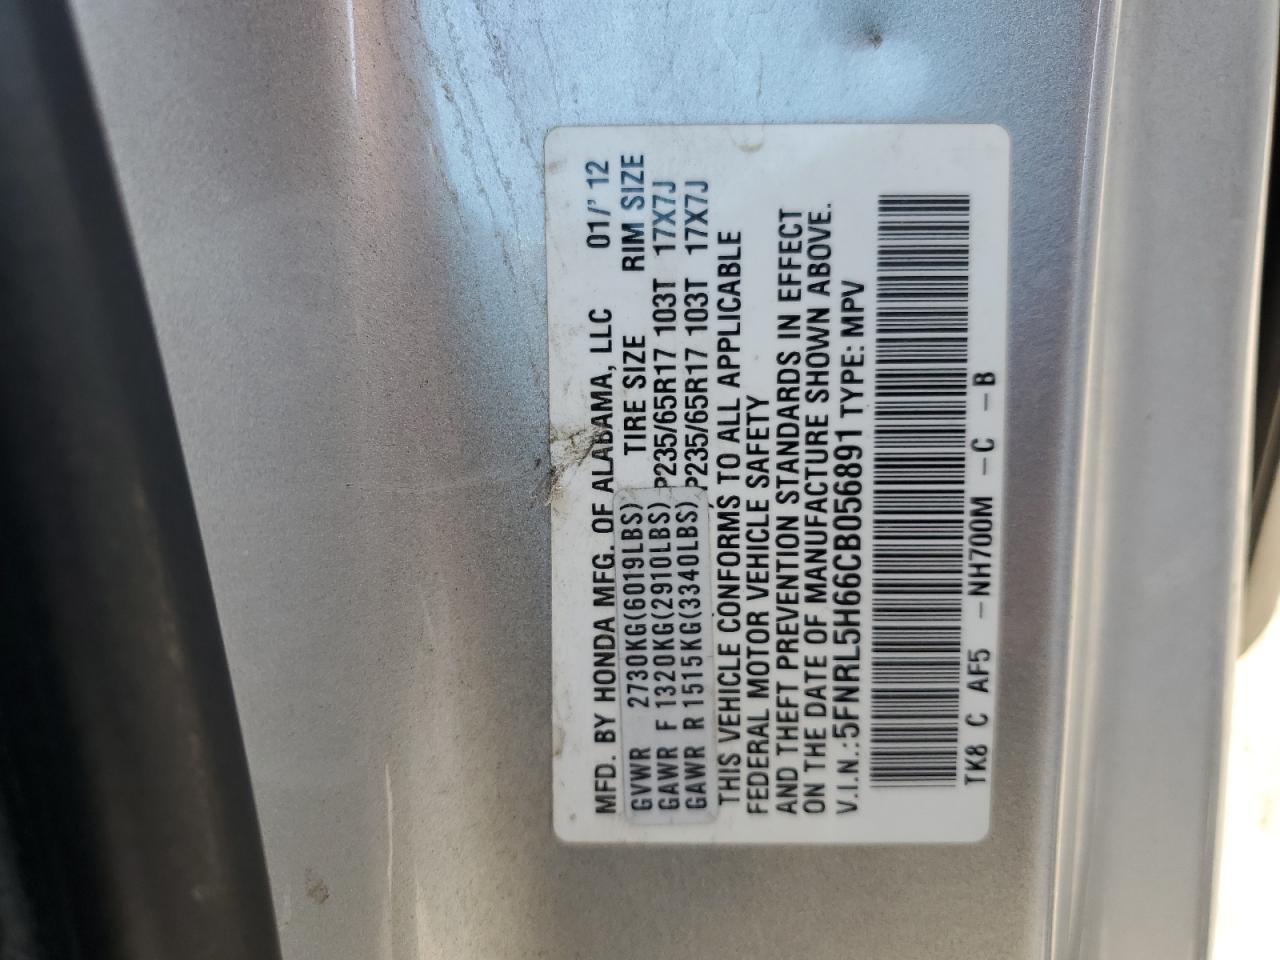 MFD. BY HONDA MFG. OF ALABAMA, LLC 01/'12
TIRE SIZE RIM SIZE
GVWR 2730KG(6019LBS)
GAWR F 1320KG(2910LBS) P235/65R17 103T 17X7J
GAWR R 1515KG(3340LBS) P235/65R17 103T 17X7J
THIS VEHICLE CONFORMS TO ALL APPLICABLE
FEDERAL MOTOR VEHICLE SAFETY
AND THEFT PREVENTION STANDARDS IN EFFECT
ON THE DATE OF MANUFACTURE SHOWN ABOVE.
V.I.N.:5FNRL5H66CB056891 TYPE: MPV
TK8 C AF5 -NH700M -C -B